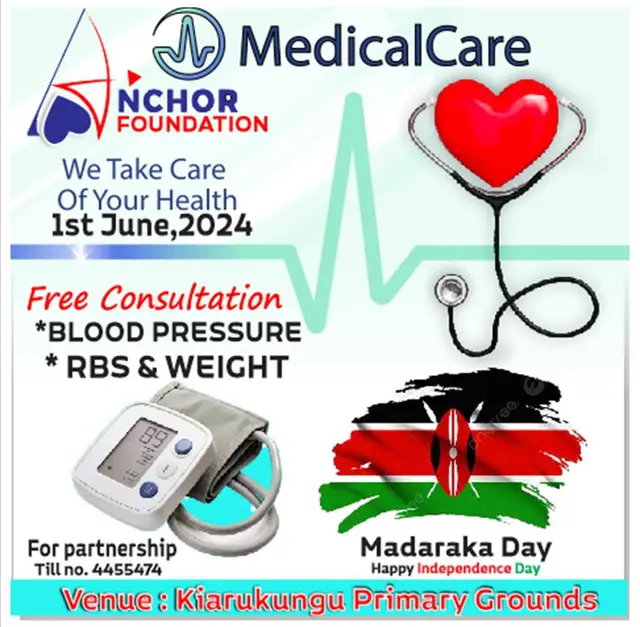 MedicalCare
NCHOR
FOUNDATION
We Take Care
Of Your Health
1st June,2024
Free Consultation
*BLOOD PRESSURE
* RBS & WEIGHT
89
For partnership
Till no. 4455474
Madaraka Day
Happy Independence Day
Venue : Kiarukungu Primary Grounds